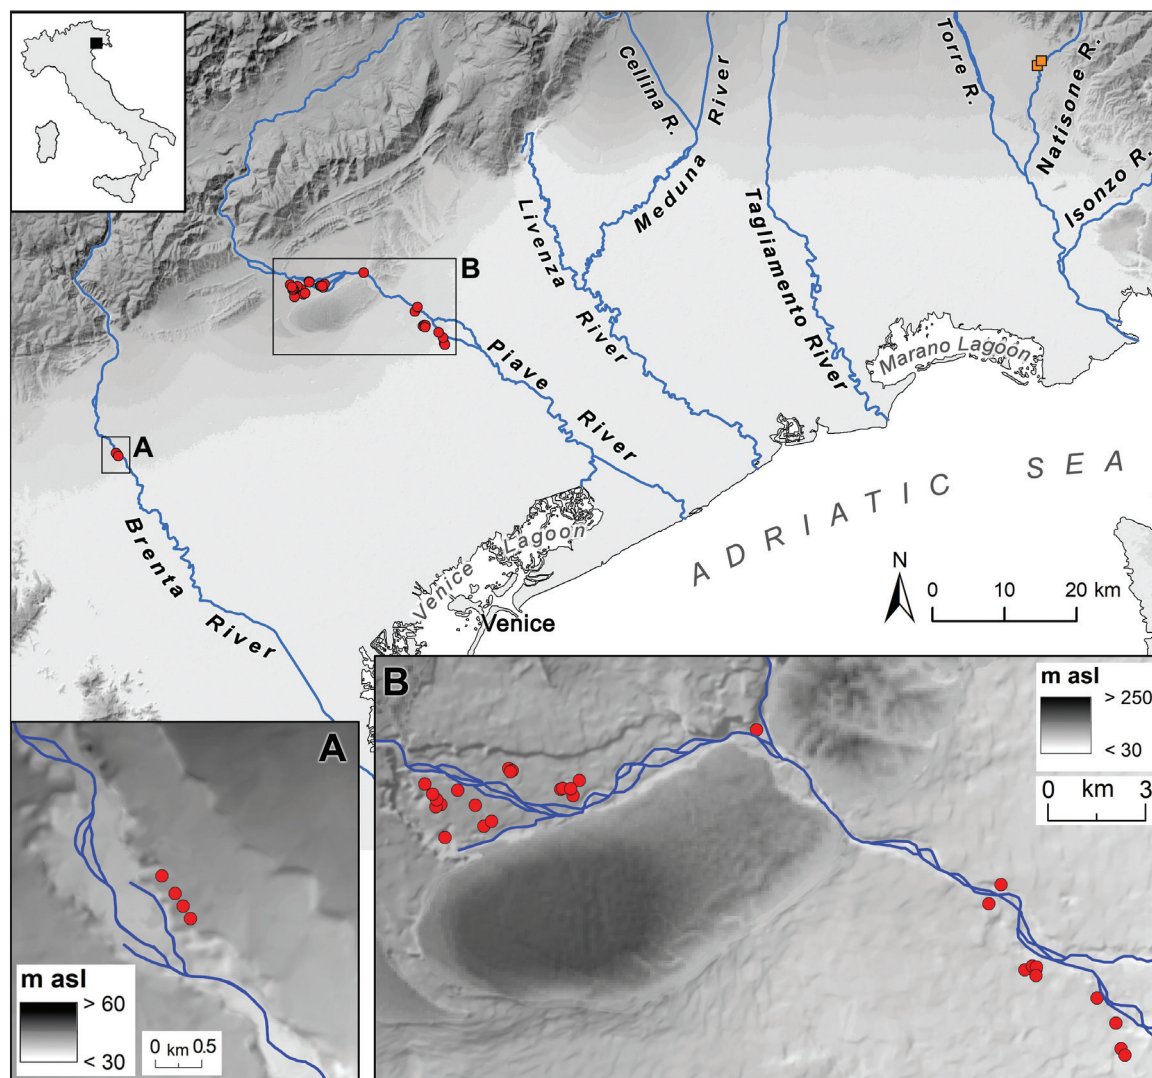 Cellina R.
Meduna River
Torre R.
Natisone R.
Isonzo R.
Livenza River
Tagliamento River
Marano Lagoon
B
Piave River
A
Brenta River
Venice Lagoon
Venice
ADRIATIC SEA
N
0 10 20 km
A
m asl
> 60
< 30
0 km 0.5
B
m asl
> 250
< 30
0 km 3